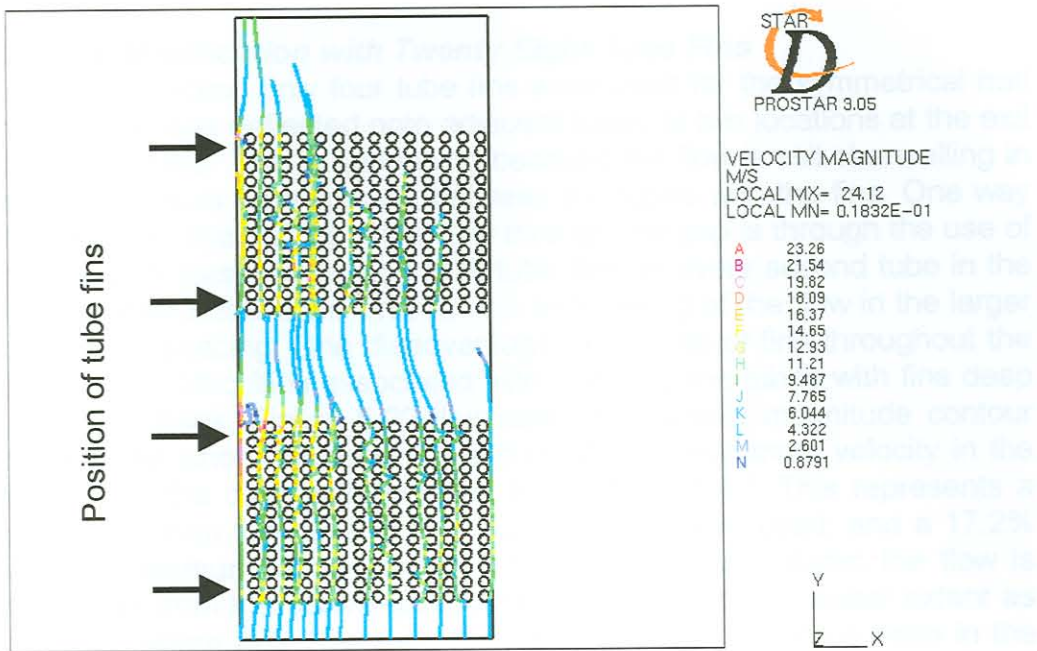 Position of tube fins
STAR
D
PROSTAR 3.05
VELOCITY MAGNITUDE
M/S
LOCAL MX= 24.12
LOCAL MN= 0.1832E-01
A 23.26
B 21.54
C 19.82
D 18.09
E 16.37
F 14.65
G 12.93
H 11.21
I 9.487
J 7.765
K 6.044
L 4.322
M 2.601
N 0.8791
Y
Z X